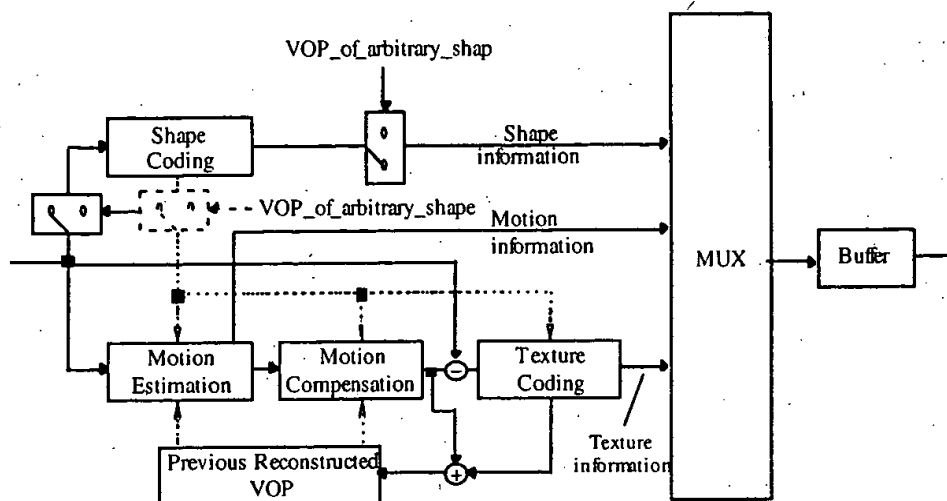 VOP_of_arbitrary_shap
Shape
Coding
Shape
information
VOP_of_arbitrary_shape
Motion
information
MUX
Buffer
Motion
Estimation
Motion
Compensation
Texture
Coding
Texture
information
Previous Reconstructed
VOP